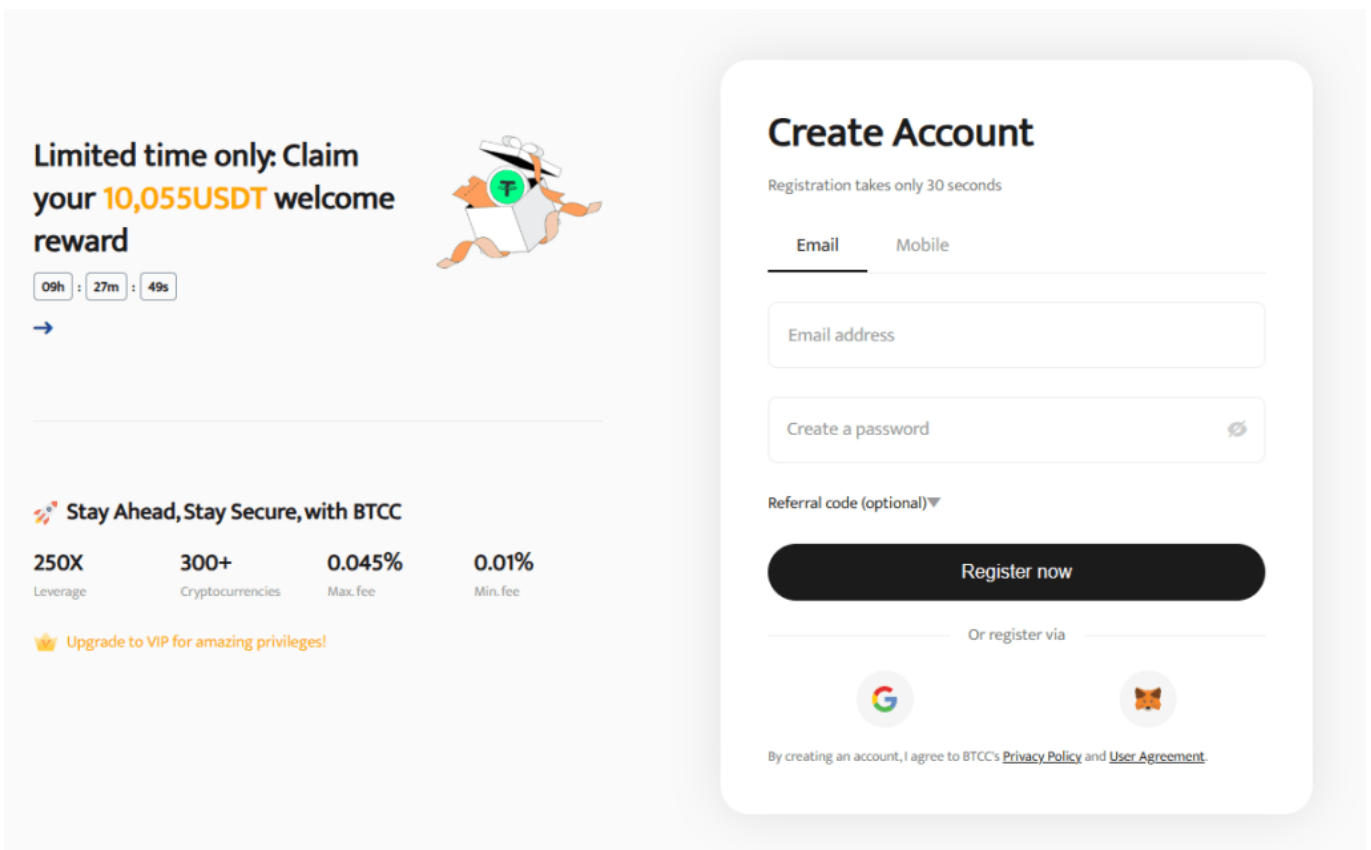 Limited time only: Claim
your 10,055USDT welcome
reward
09h : 27m : 49s
Stay Ahead, Stay Secure, with BTCC
250X 300+ 0.045% 0.01%
Leverage Cryptocurrencies Max. fee Min. fee
Upgrade to VIP for amazing privileges!
Create Account
Registration takes only 30 seconds
Email Mobile
Email address
Create a password
Referral code (optional)
Register now
Or register via
By creating an account, I agree to BTCC's Privacy Policy and User Agreement.